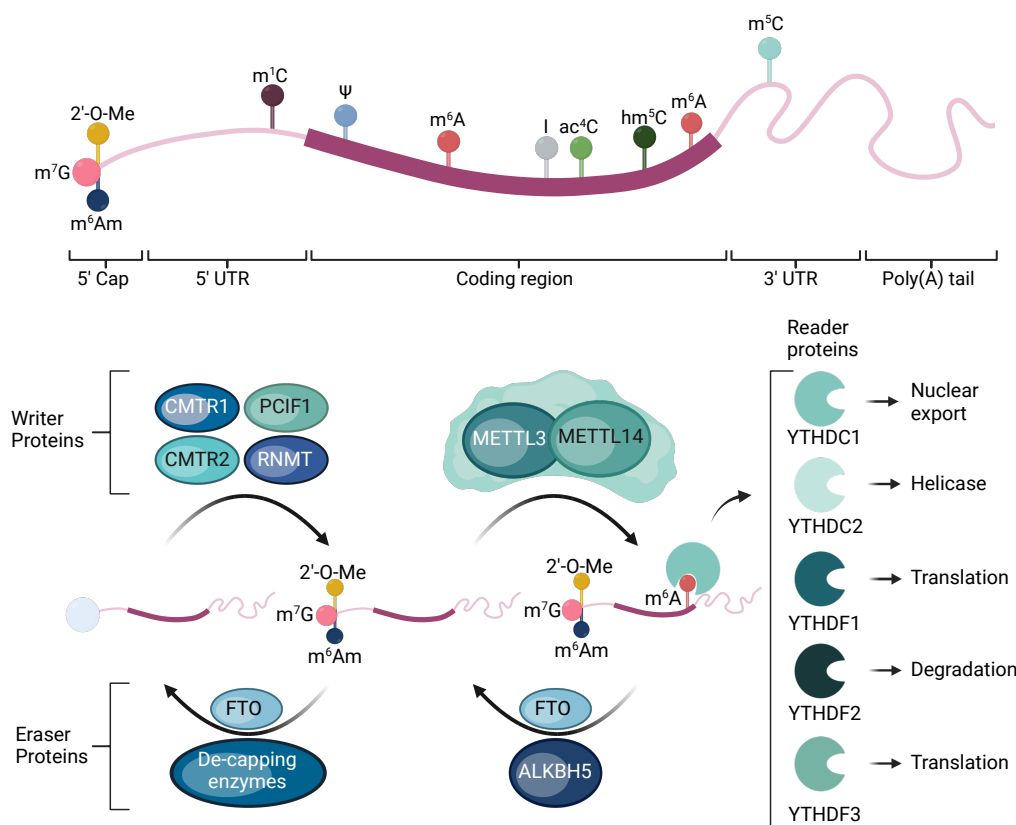 m⁵C
m¹C
Ψ
2'-O-Me
m⁶A
I
ac⁴C
hm⁵C
m⁶A
m⁷G
m⁶Am
5' Cap
5' UTR
Coding region
3' UTR
Poly(A) tail
Reader
proteins
Writer
Proteins
CMTR1
PCIF1
CMTR2
RNMT
METTL3
METTL14
YTHDC1
Nuclear
export
YTHDC2
Helicase
2'-O-Me
m⁷G
m⁶Am
2'-O-Me
m⁷G
m⁶Am
m⁶A
YTHDF1
Translation
YTHDF2
Degradation
YTHDF3
Translation
Eraser
Proteins
FTO
De-capping
enzymes
FTO
ALKBH5